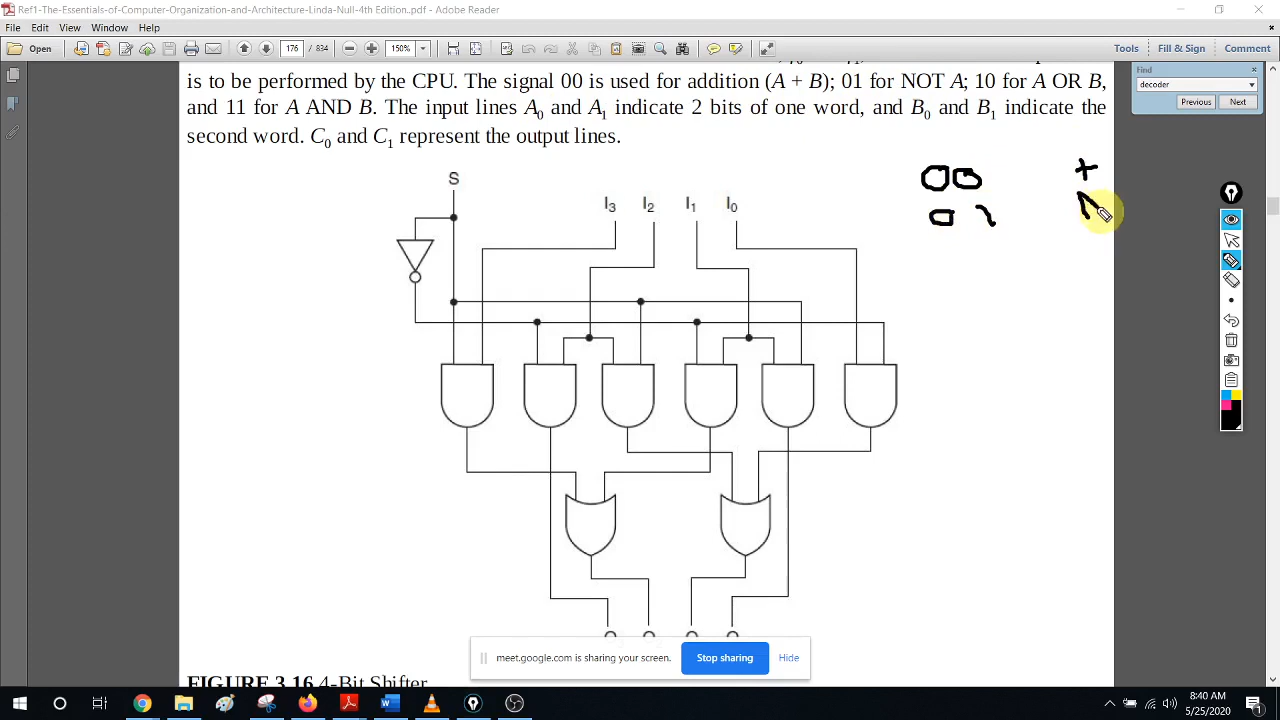 Ref1-The-Essentials-of-Computer-Organization-and-Architecture-Linda-Null-4th Edition..pdf - Adobe Reader
File Edit View Window Help
Open 176 / 834 150% Tools Fill & Sign Comment
Find
decoder
Previous Next
is to be performed by the CPU. The signal 00 is used for addition (A + B); 01 for NOT A; 10 for A OR B,
and 11 for A AND B. The input lines A0 and A1 indicate 2 bits of one word, and B0 and B1 indicate the
second word. C0 and C1 represent the output lines.
S
I3 I2 I1 I0
00 +
0 1
meet.google.com is sharing your screen. Stop sharing Hide
FIGURE 3.16 4-Bit Shifter
8:40 AM
5/25/2020